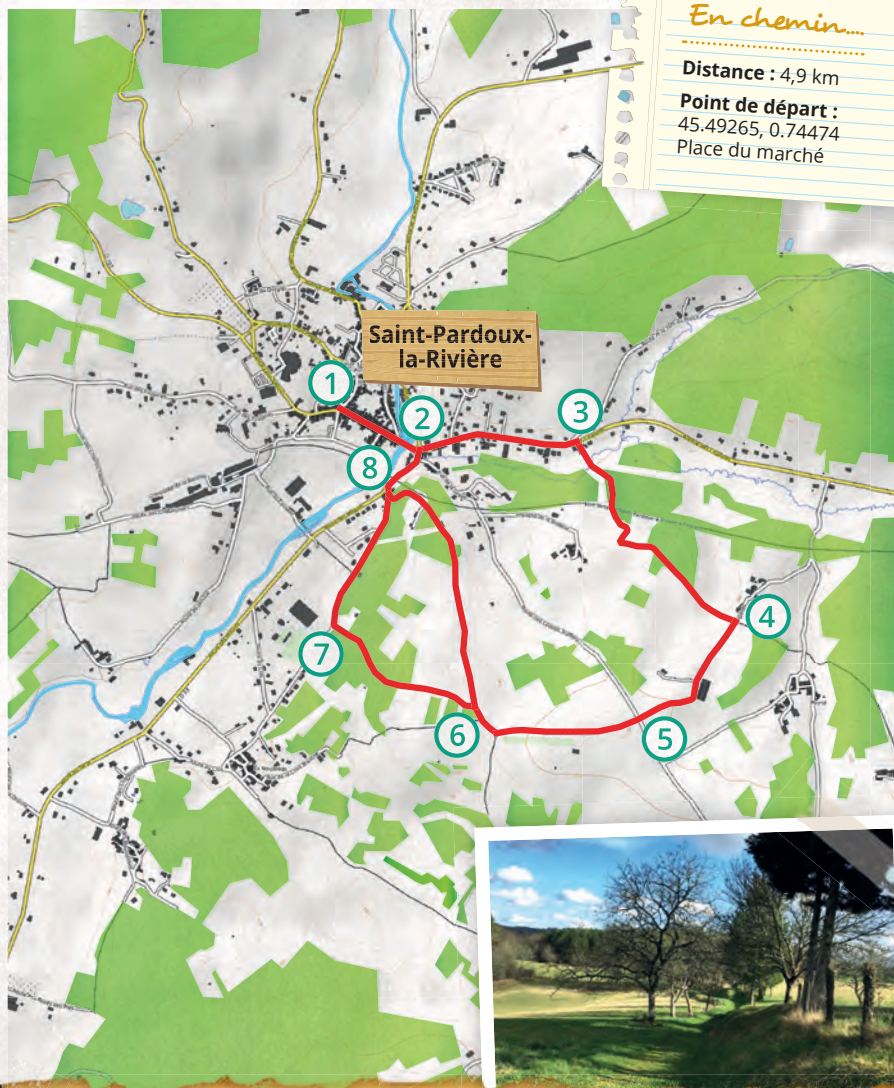 En chemin....
Distance : 4,9 km
Point de départ :
45.49265, 0.74474
Place du marché
Saint-Pardoux-
la-Rivière
1
2
3
8
4
7
6
5